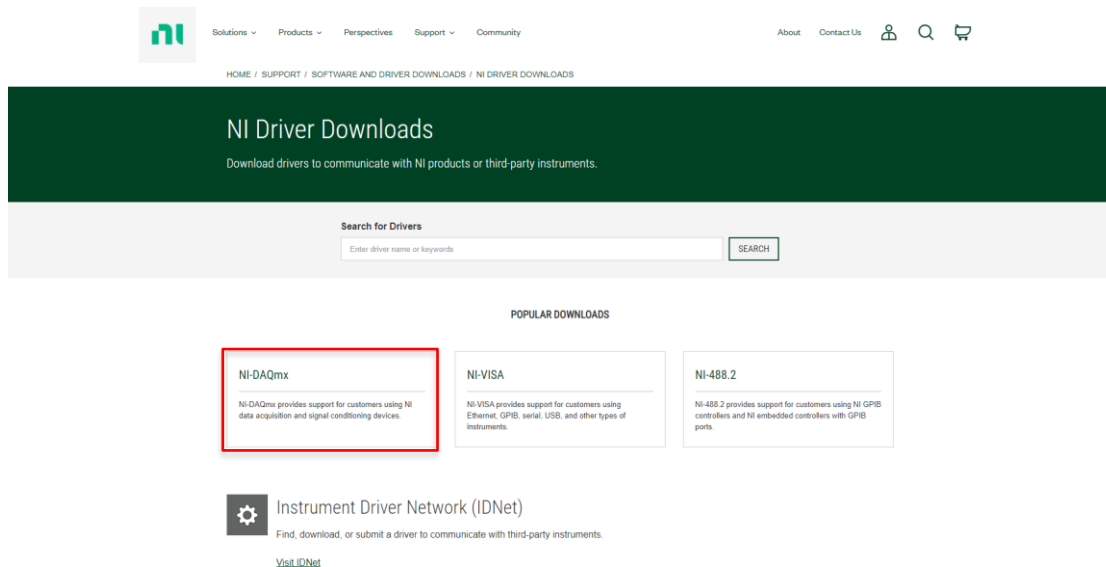 ni
Solutions Products Perspectives Support Community About Contact Us
HOME / SUPPORT / SOFTWARE AND DRIVER DOWNLOADS / NI DRIVER DOWNLOADS
NI Driver Downloads
Download drivers to communicate with NI products or third-party instruments.
Search for Drivers
Enter driver name or keywords
SEARCH
POPULAR DOWNLOADS
NI-DAQmx
NI-DAQmx provides support for customers using NI
data acquisition and signal conditioning devices.
NI-VISA
NI-VISA provides support for customers using
Ethernet, GPIB, serial, USB, and other types of
instruments.
NI-488.2
NI-488.2 provides support for customers using NI GPIB
controllers and NI embedded controllers with GPIB
ports.
Instrument Driver Network (IDNet)
Find, download, or submit a driver to communicate with third-party instruments.
Visit IDNet